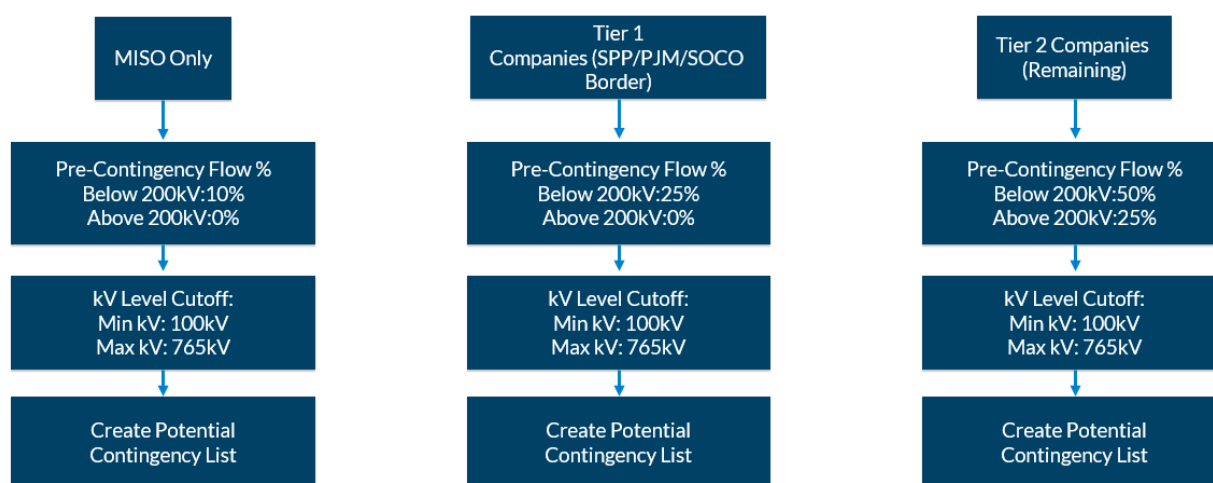 MISO Only
Pre-Contingency Flow %
Below 200kV:10%
Above 200kV:0%
kV Level Cutoff:
Min kV: 100kV
Max kV: 765kV
Create Potential
Contingency List
Tier 1
Companies (SPP/PJM/SOCO
Border)
Pre-Contingency Flow %
Below 200kV:25%
Above 200kV:0%
kV Level Cutoff:
Min kV: 100kV
Max kV: 765kV
Create Potential
Contingency List
Tier 2 Companies
(Remaining)
Pre-Contingency Flow %
Below 200kV:50%
Above 200kV:25%
kV Level Cutoff:
Min kV: 100kV
Max kV: 765kV
Create Potential
Contingency List